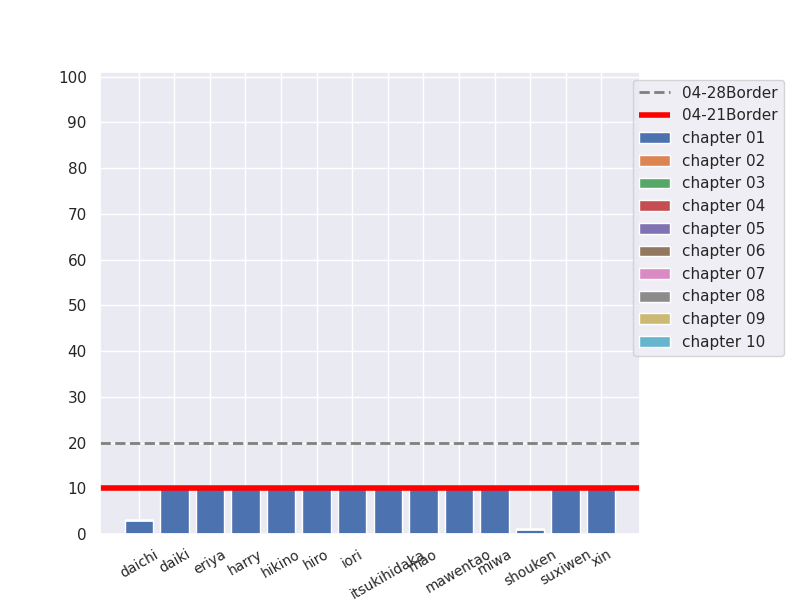 100
90
80
70
60
50
40
30
20
10
0
daichi
daiki
eriya
harry
hikino
hiro
iori
itsukihidaka
mao
mawentao
miwa
shouken
suxiwen
xin
04-28Border
04-21Border
chapter 01
chapter 02
chapter 03
chapter 04
chapter 05
chapter 06
chapter 07
chapter 08
chapter 09
chapter 10